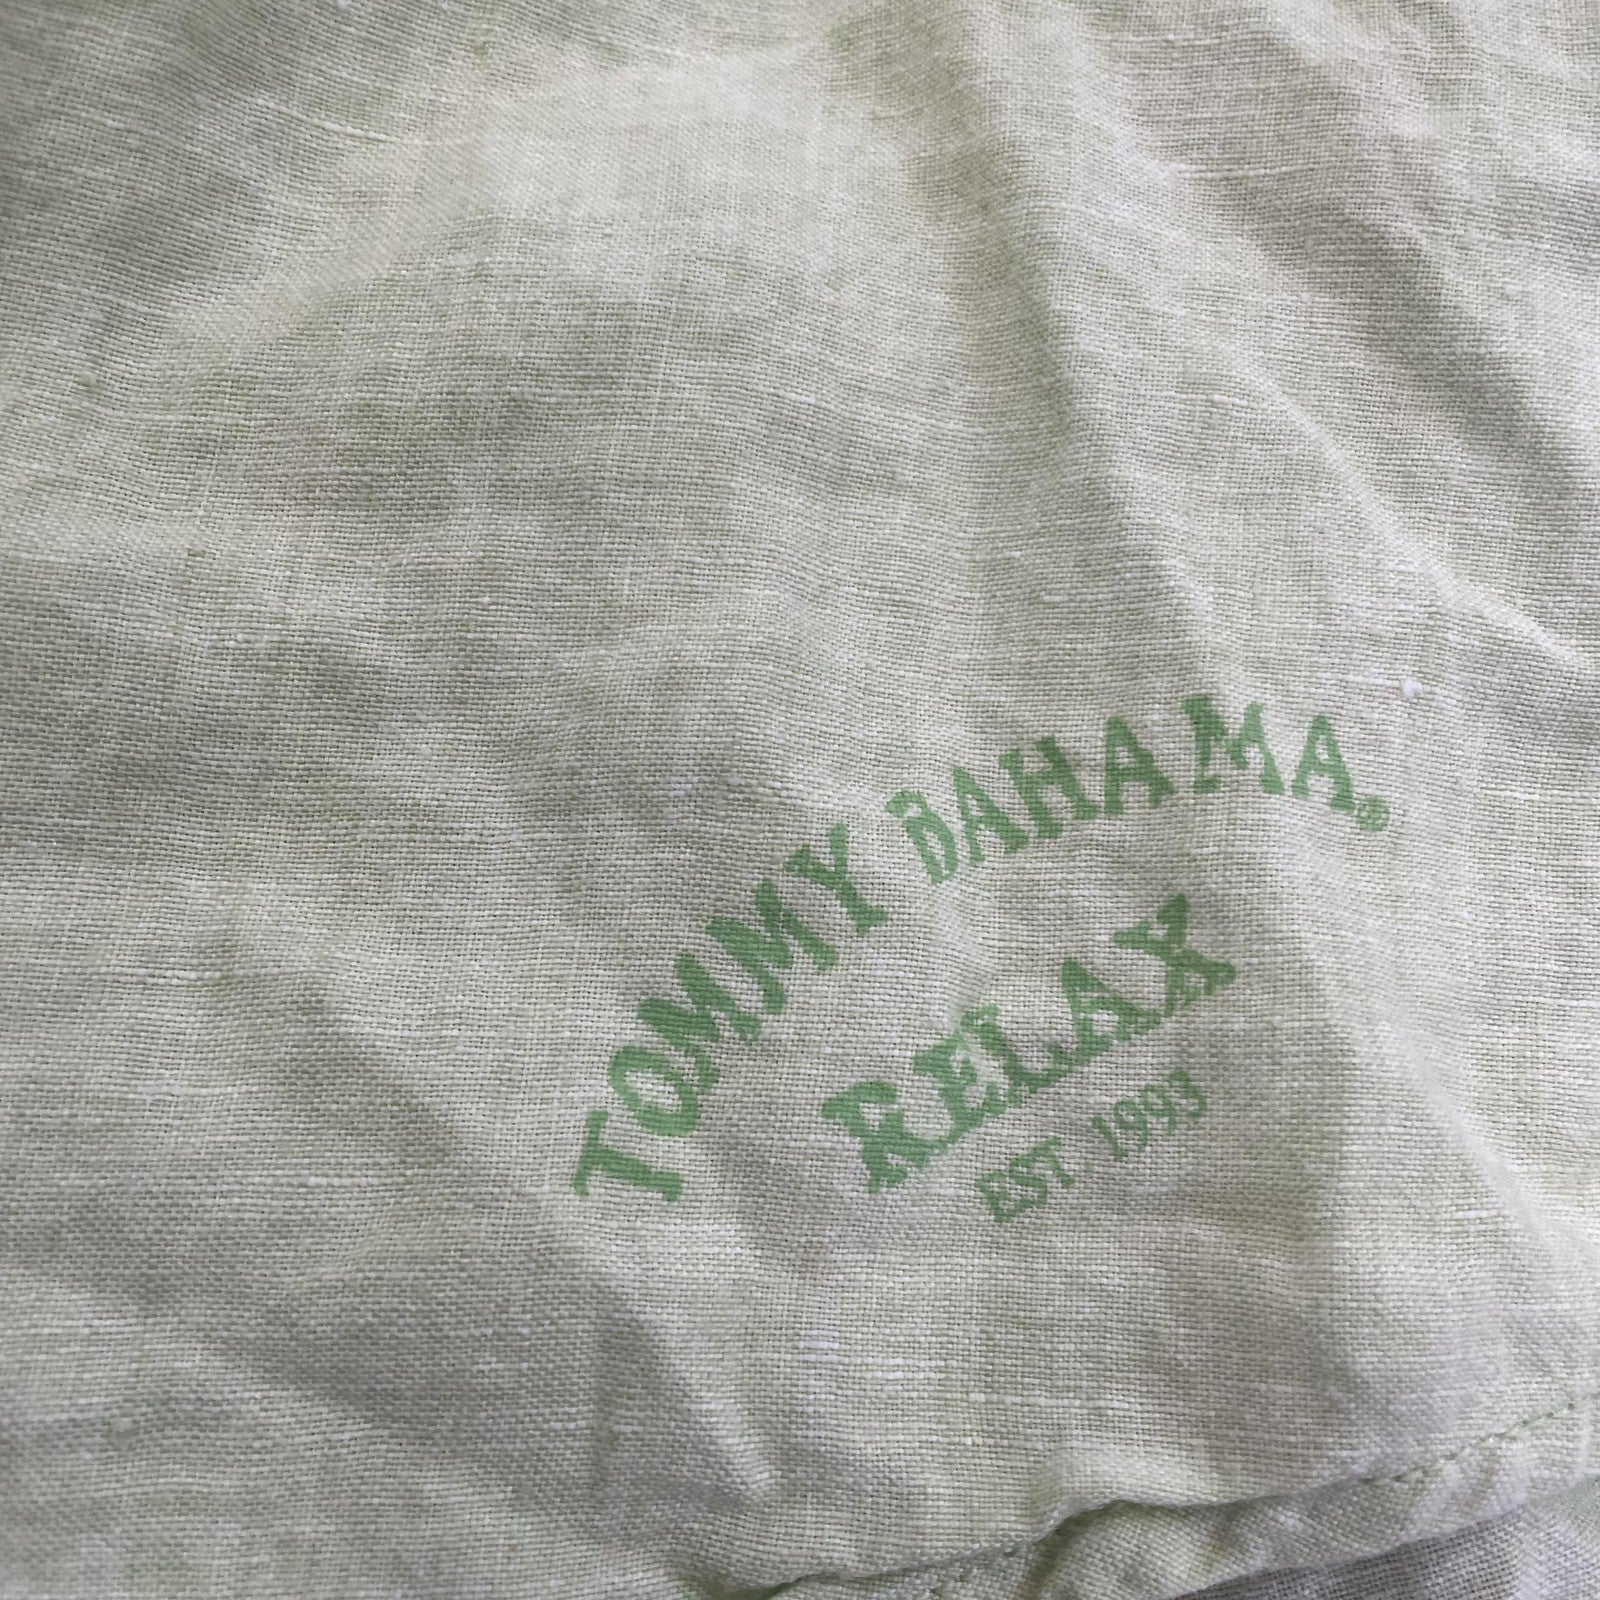 TOMMY BAHAMA®
RELAX
EST. 1993